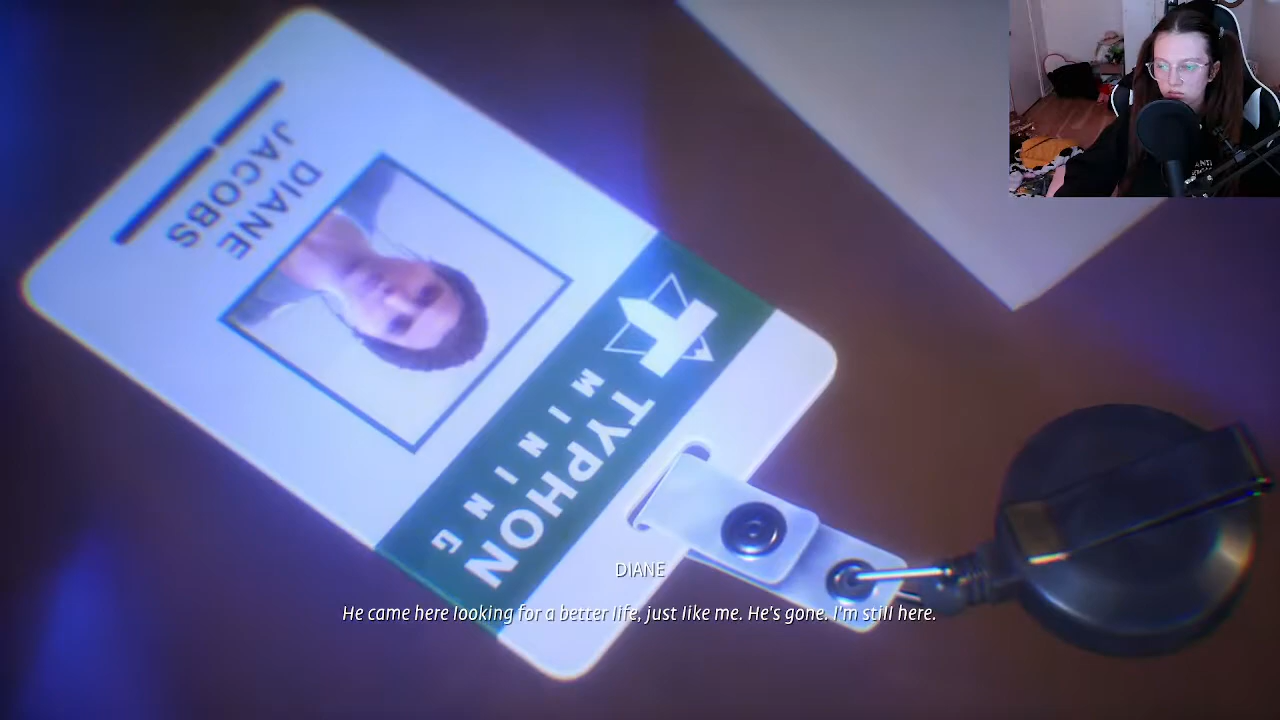 DIANE
JACOBS
TYPHON
MINING
DIANE
He came here looking for a better life, just like me. He's gone. I'm still here.